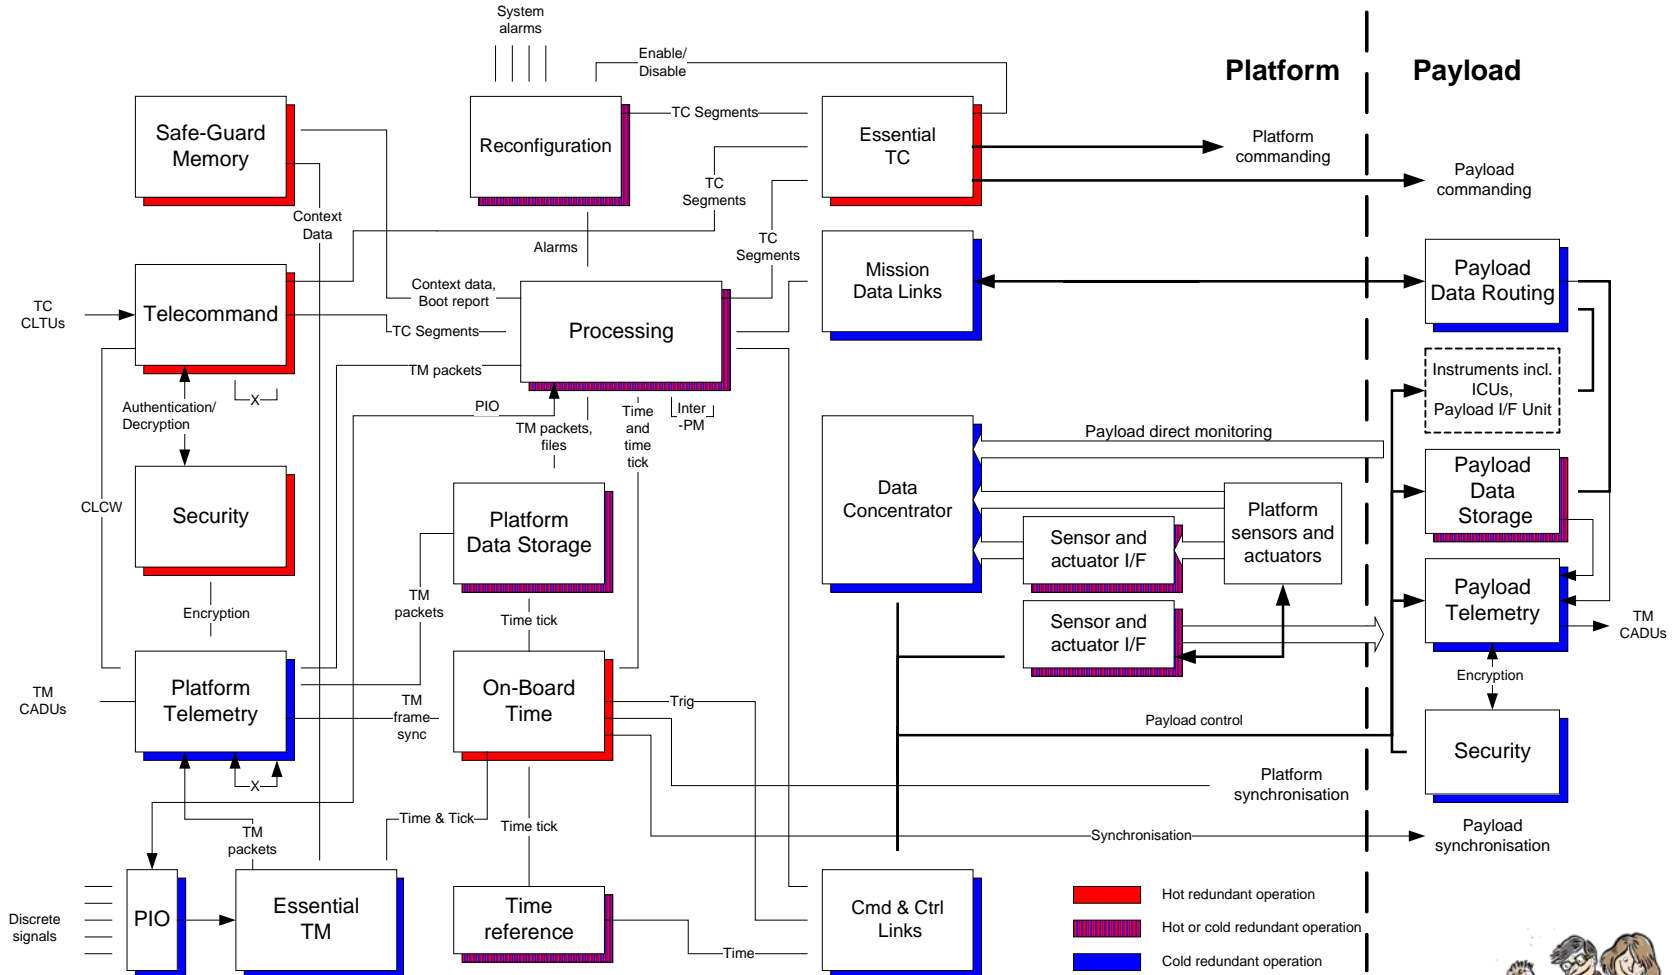 System
alarms
Enable/
Disable
Platform
Payload
Safe-Guard
Memory
Reconfiguration
TC Segments
Essential
TC
Platform
commanding
Payload
commanding
TC
Segments
Context
Data
Alarms
TC
Segments
Mission
Data Links
Payload
Data Routing
TC
CLTUs
Telecommand
Context data,
Boot report
Processing
TC Segments
TM packets
X
Authentication/
Decryption
PIO
TM packets,
files
Time
and
time
tick
Inter
-PM
Instruments incl.
ICUs,
Payload I/F Unit
Payload direct monitoring
CLCW
Security
Platform
Data Storage
Data
Concentrator
Sensor and
actuator I/F
Platform
sensors and
actuators
Payload
Data
Storage
Encryption
TM
packets
Time tick
Sensor and
actuator I/F
Payload
Telemetry
TM
CADUs
Encryption
TM
CADUs
Platform
Telemetry
TM
frame
sync
On-Board
Time
Trig
Payload control
Security
X
Platform
synchronisation
TM
packets
Time & Tick
Time tick
Synchronisation
Payload
synchronisation
Discrete
signals
PIO
Essential
TM
Time
reference
Time
Cmd & Ctrl
Links
Hot redundant operation
Hot or cold redundant operation
Cold redundant operation